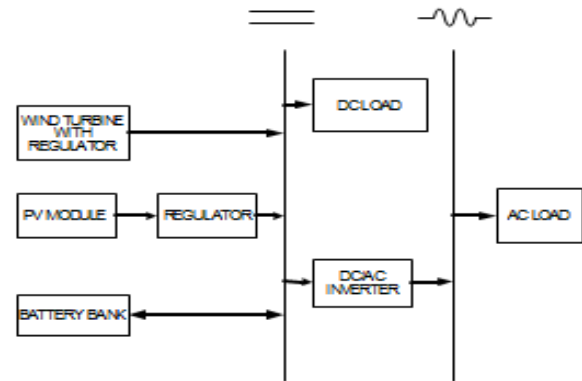 DC LOAD
WIND TURBINE
WITH
REGULATOR
PV MODULE
REGULATOR
AC LOAD
DC/AC
INVERTER
BATTERY BANK